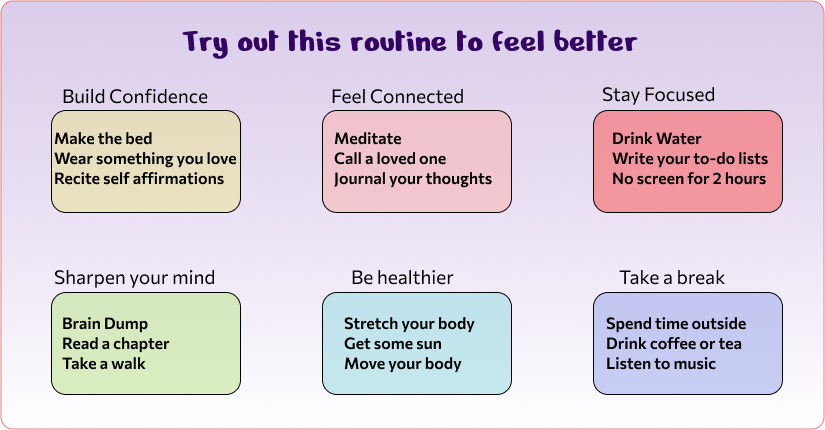 Try out this routine to feel better
Build Confidence
Make the bed
Wear something you love
Recite self affirmations
Feel Connected
Meditate
Call a loved one
Journal your thoughts
Stay Focused
Drink Water
Write your to-do lists
No screen for 2 hours
Sharpen your mind
Brain Dump
Read a chapter
Take a walk
Be healthier
Stretch your body
Get some sun
Move your body
Take a break
Spend time outside
Drink coffee or tea
Listen to music